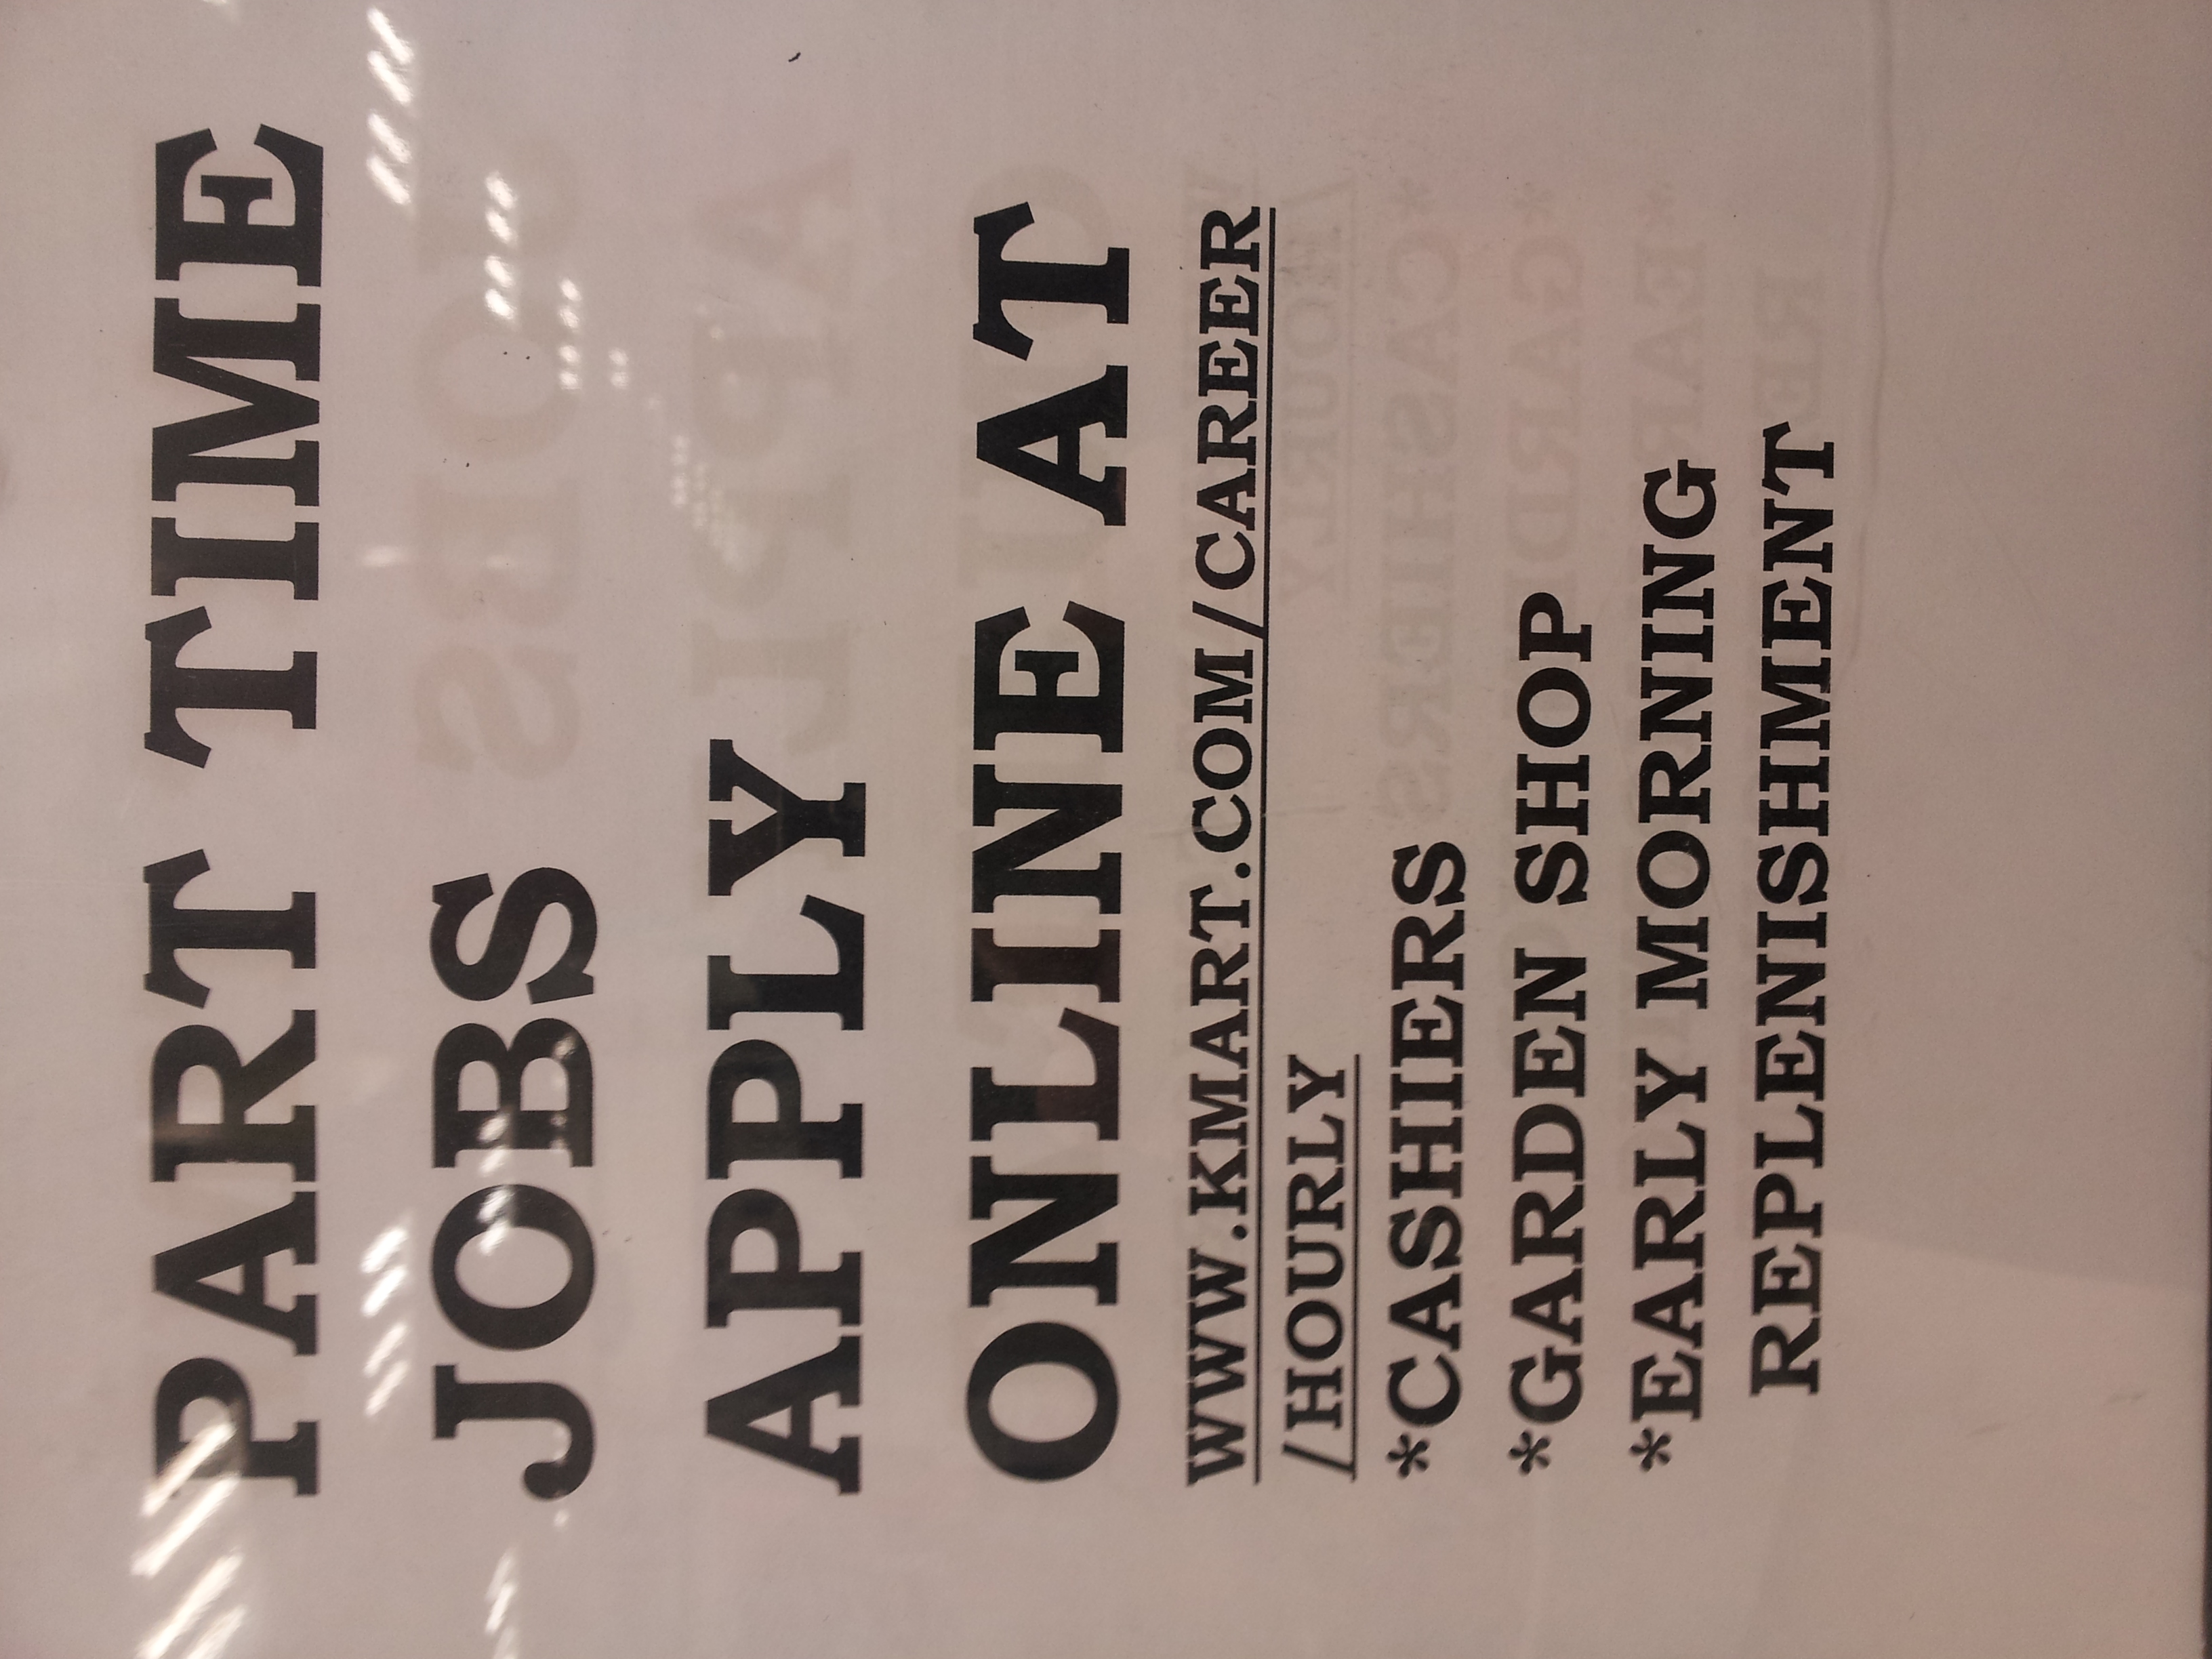 PART TIME
JOBS
APPLY
ONLINE AT
WWW.KMART.COM/CAREER
/HOURLY
*CASHIERS
*GARDEN SHOP
*EARLY MORNING
REPLENISHMENT